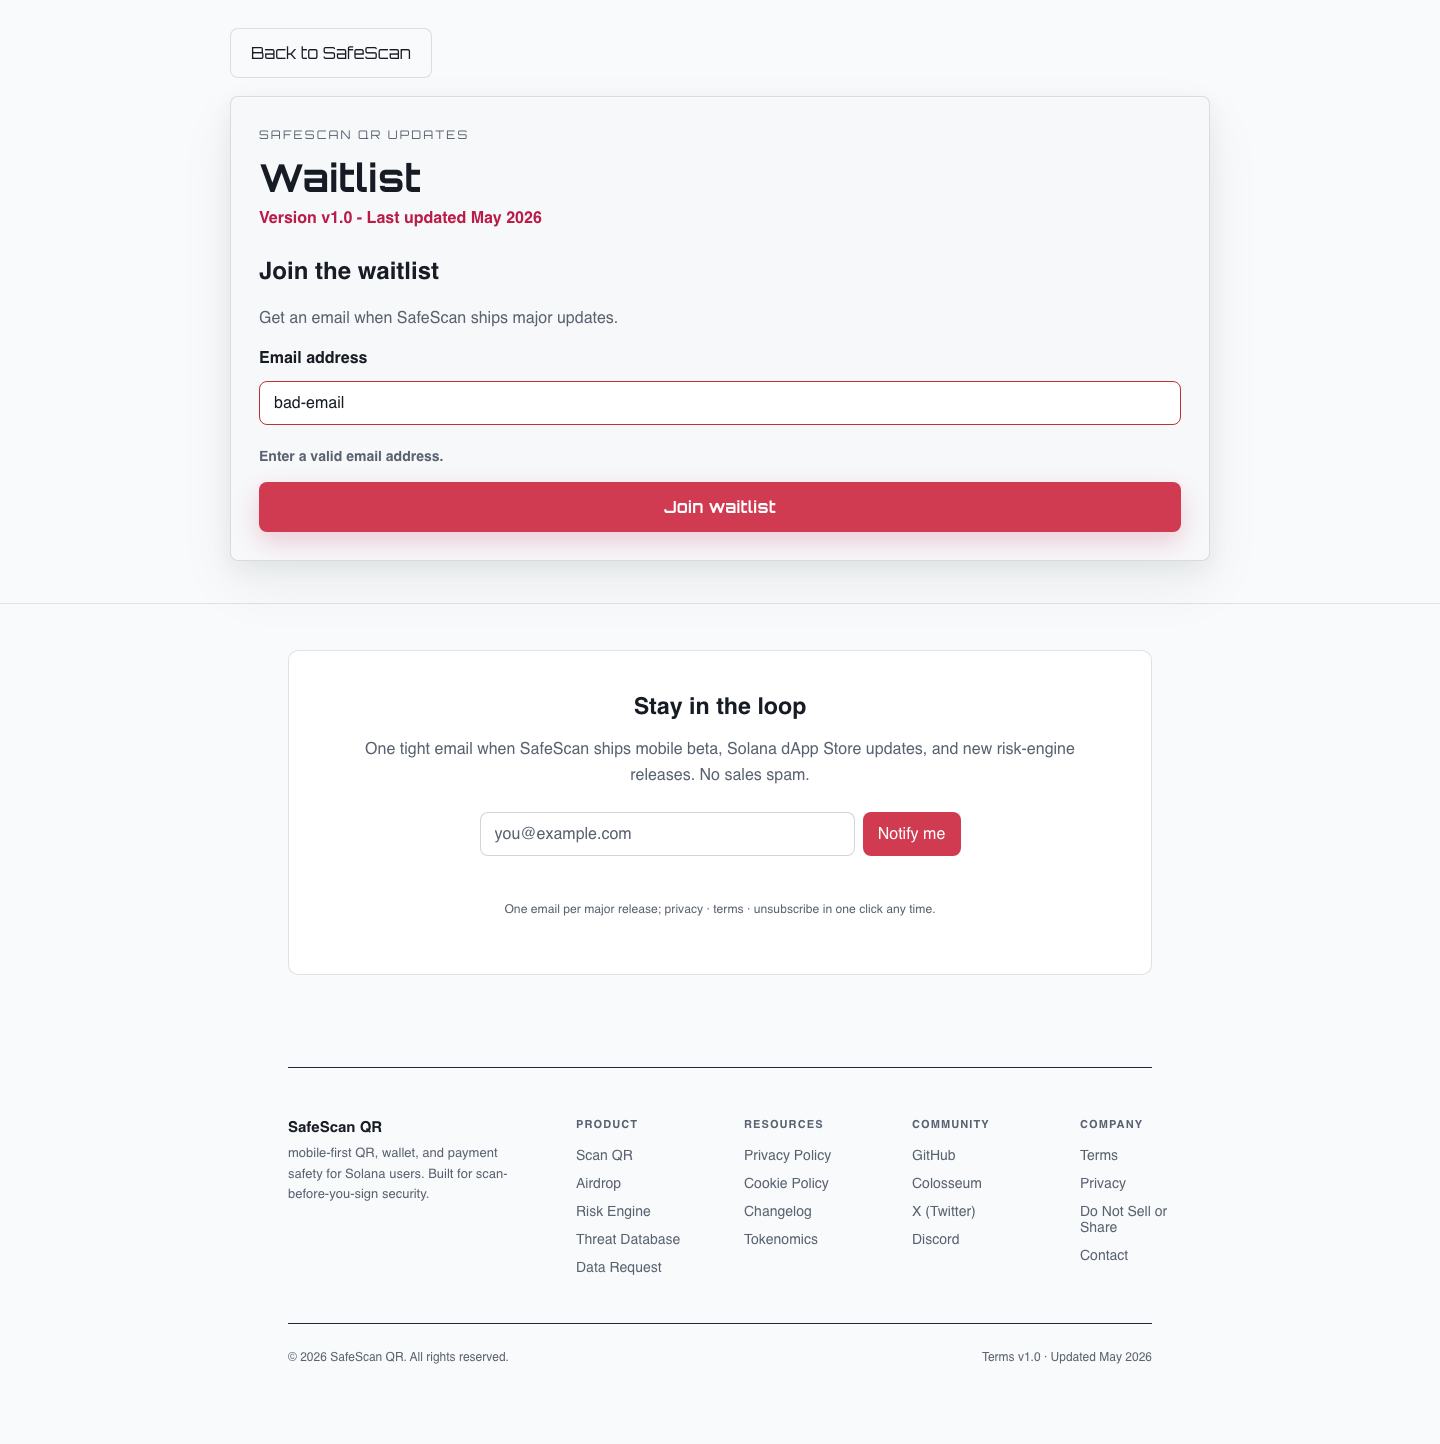 Back to SafeScan
SAFESCAN QR UPDATES
Waitlist
Version v1.0 - Last updated May 2026
Join the waitlist
Get an email when SafeScan ships major updates.
Email address
bad-email
Enter a valid email address.
Join waitlist
Stay in the loop
One tight email when SafeScan ships mobile beta, Solana dApp Store updates, and new risk-engine
releases. No sales spam.
you@example.com
Notify me
One email per major release; privacy · terms · unsubscribe in one click any time.
SafeScan QR
mobile-first QR, wallet, and payment
safety for Solana users. Built for scan-
before-you-sign security.
PRODUCT
Scan QR
Airdrop
Risk Engine
Threat Database
Data Request
RESOURCES
Privacy Policy
Cookie Policy
Changelog
Tokenomics
COMMUNITY
GitHub
Colosseum
X (Twitter)
Discord
COMPANY
Terms
Privacy
Do Not Sell or
Share
Contact
© 2026 SafeScan QR. All rights reserved.
Terms v1.0 · Updated May 2026